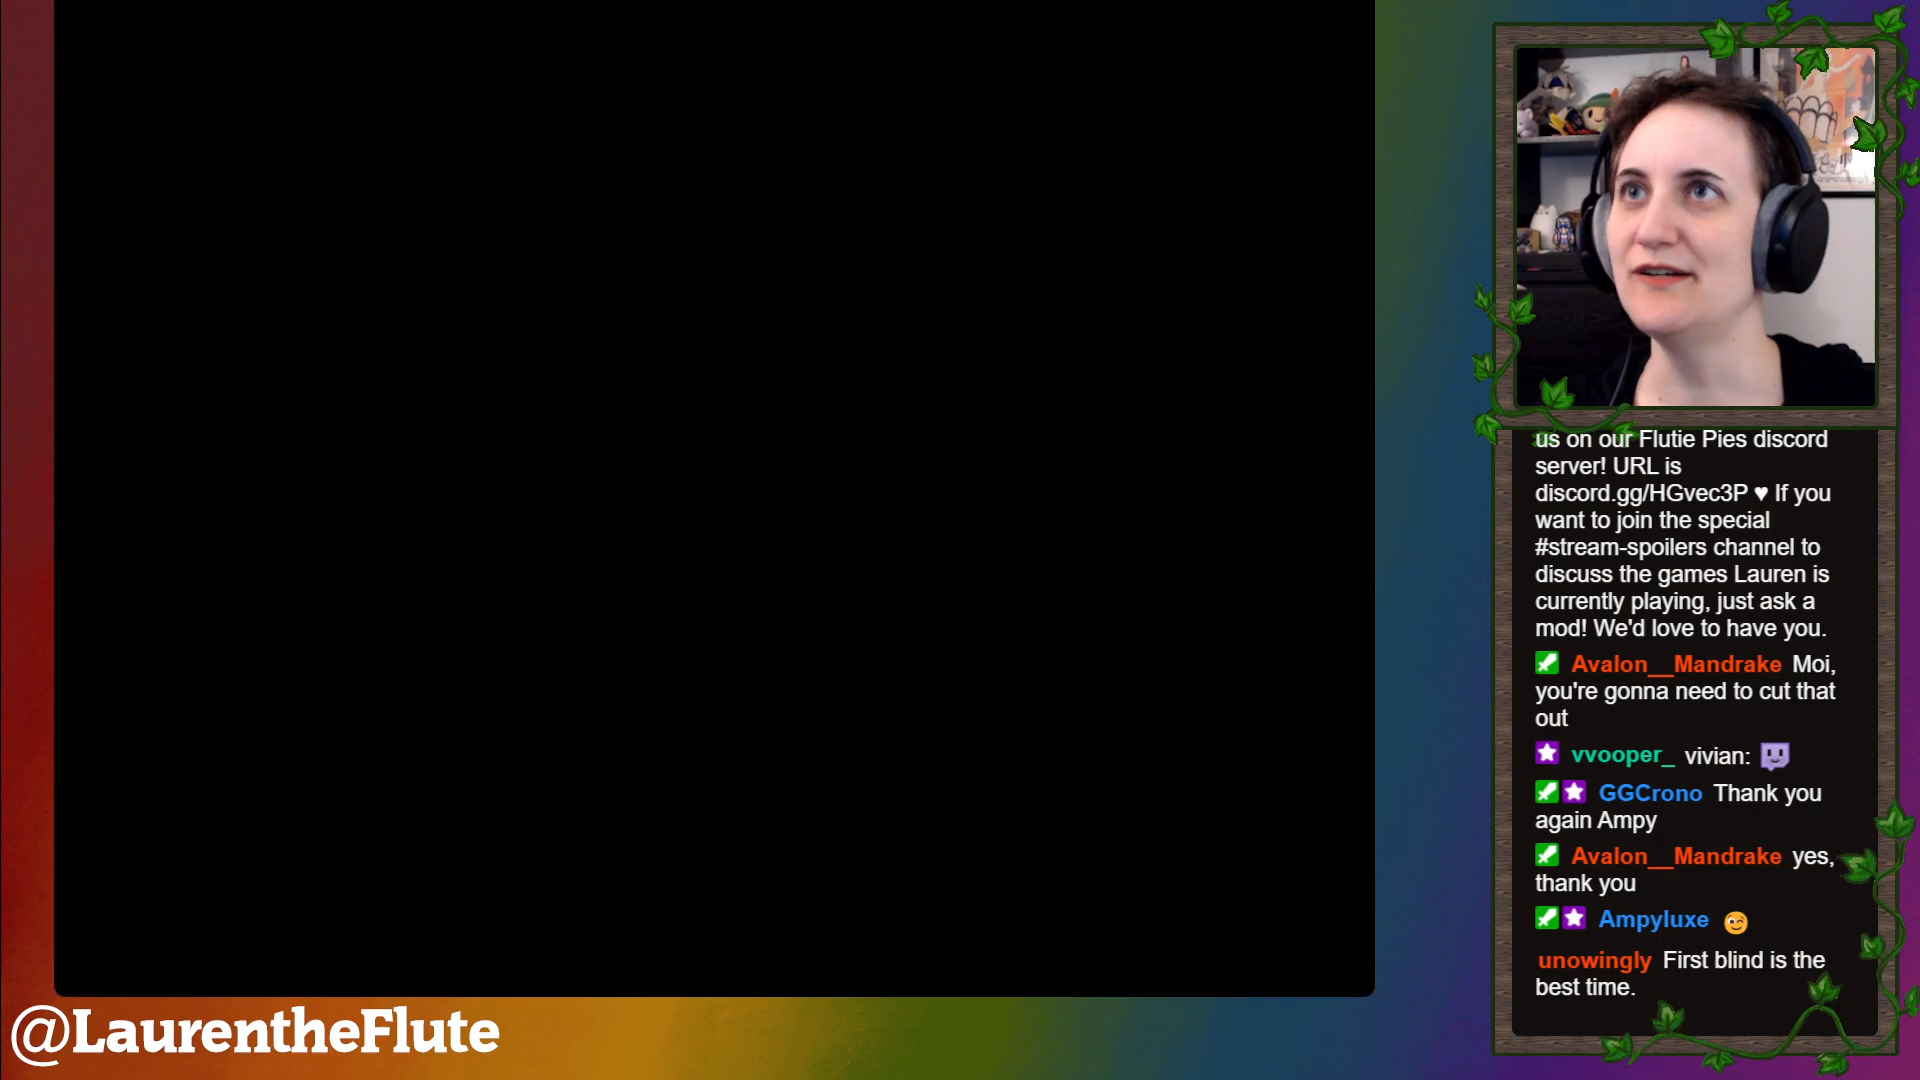 us on our Flutie Pies discord
server! URL is
discord.gg/HGvec3P ♥ If you
want to join the special
#stream-spoilers channel to
discuss the games Lauren is
currently playing, just ask a
mod! We'd love to have you.
Avalon__Mandrake Moi,
you're gonna need to cut that
out
vvooper_ vivian:
GGCrono Thank you
again Ampy
Avalon__Mandrake yes,
thank you
Ampyluxe 😉
unowingly First blind is the
best time.
@LaurentheFlute